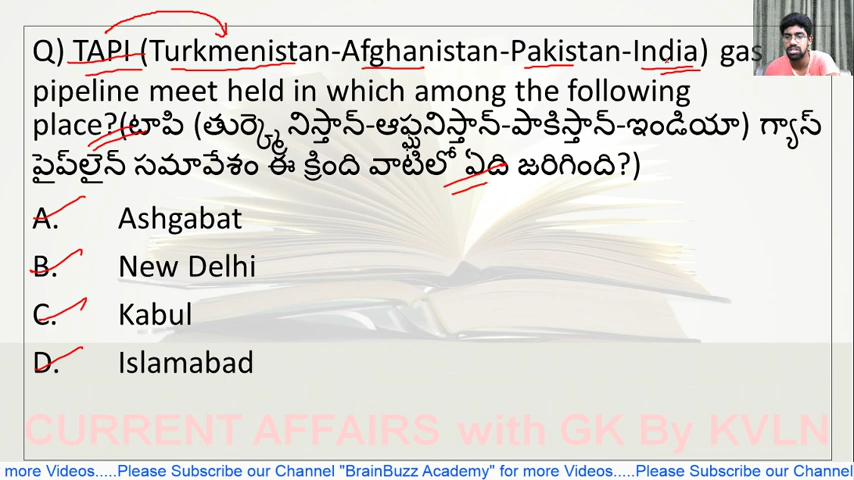 Q) TAPI (Turkmenistan-Afghanistan-Pakistan-India) gas
pipeline meet held in which among the following
place?(టాపి (తుర్క్మెనిస్తాన్-ఆఫ్ఘనిస్తాన్-పాకిస్తాన్-ఇండియా) గ్యాస్
పైప్‌లైన్ సమావేశం ఈ క్రింది వాటిలో ఏది జరిగింది?)
A. Ashgabat
B. New Delhi
C. Kabul
D. Islamabad
CURRENT AFFAIRS with GK By KVLN
more Videos.....Please Subscribe our Channel "BrainBuzz Academy" for more Videos.....Please Subscribe our Channel